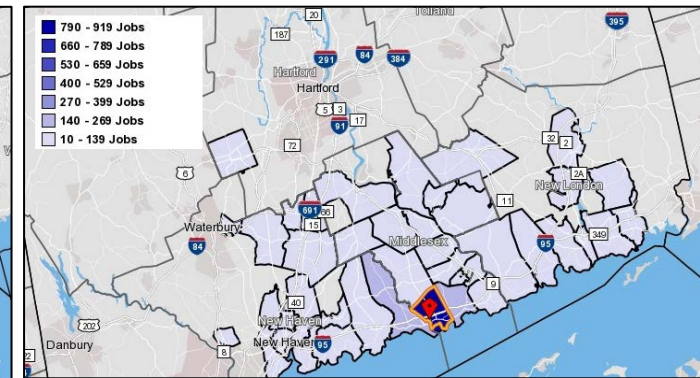 790 - 919 Jobs
660 - 789 Jobs
530 - 659 Jobs
400 - 529 Jobs
270 - 399 Jobs
140 - 269 Jobs
10 - 139 Jobs
Tolland
20
395
187
291
84
384
Hartford
Hartford
5
3
17
91
32
2
72
6
2A
New London
11
691
66
15
Waterbury
84
Middlesex
95
349
9
40
202
New Haven
New Haven
95
Danbury
8
22